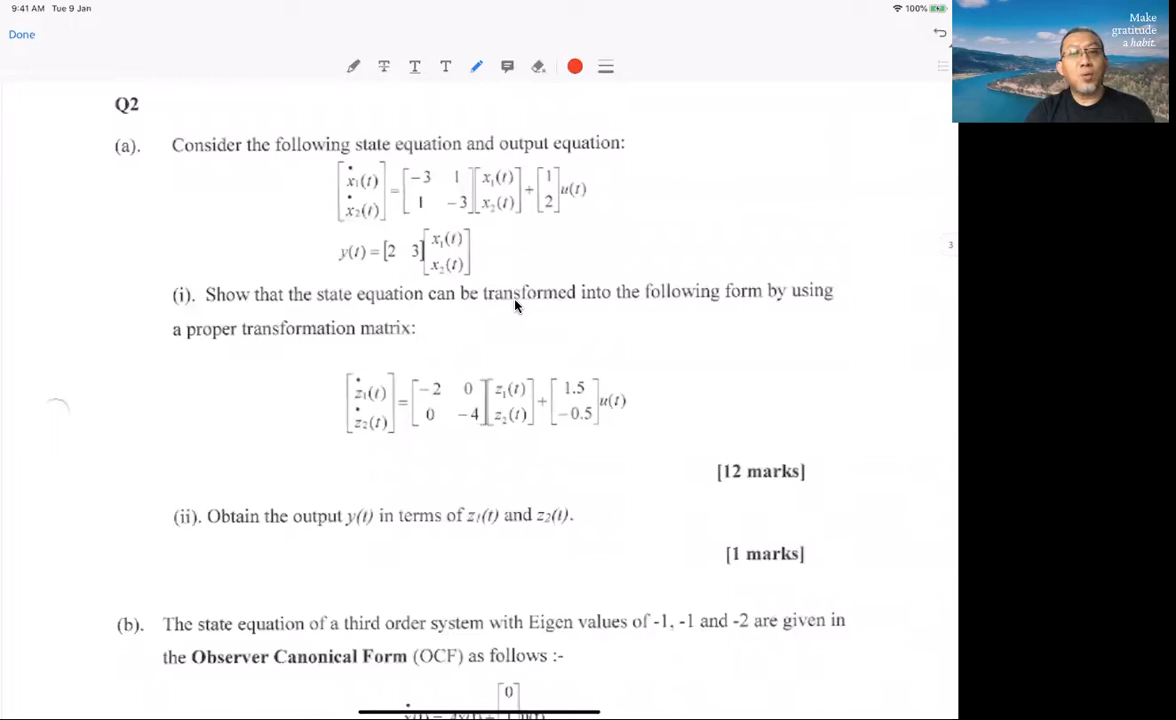 9:41 AM Tue 9 Jan
100%
Done
Make
gratitude
a habit.
Q2
(a). Consider the following state equation and output equation:
[ẋ₁(t) ẋ₂(t)] = [-3 1; 1 -3][x₁(t) x₂(t)] + [1 2]u(t)
y(t) = [2 3][x₁(t) x₂(t)]
3
(i). Show that the state equation can be transformed into the following form by using
a proper transformation matrix:
[ż₁(t) ż₂(t)] = [-2 0; 0 -4][z₁(t) z₂(t)] + [1.5 -0.5]u(t)
[12 marks]
(ii). Obtain the output y(t) in terms of z₁(t) and z₂(t).
[1 marks]
(b). The state equation of a third order system with Eigen values of -1, -1 and -2 are given in
the Observer Canonical Form (OCF) as follows :-
[0